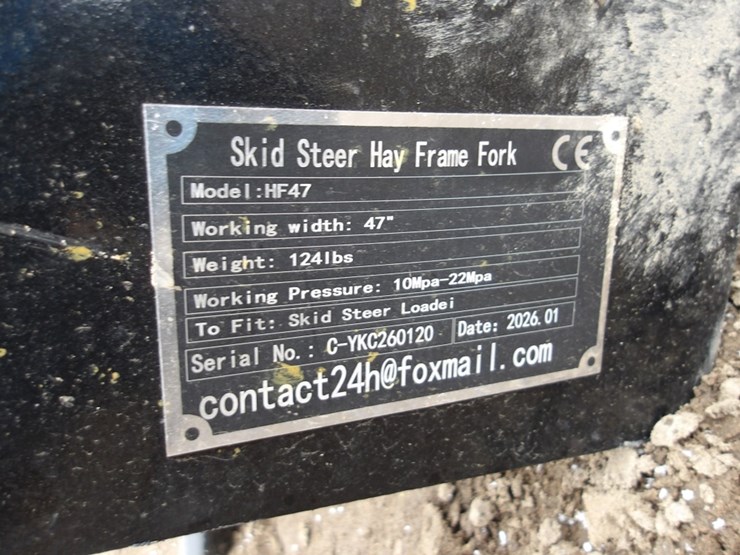 Skid Steer Hay Frame Fork CE
Model:HF47
Working width: 47"
Weight: 124lbs
Working Pressure: 10Mpa-22Mpa
To Fit: Skid Steer Loadei
Serial No.: C-YKC260120 Date: 2026.01
contact24h@foxmail.com